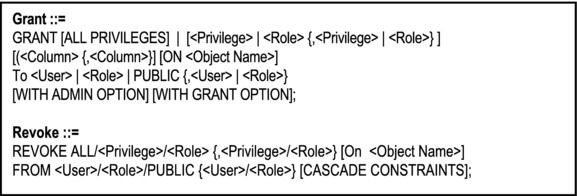 Grant ::=
GRANT [ALL PRIVILEGES] | [<Privilege> | <Role> {,<Privilege> | <Role>} ]
[(<Column> {,<Column>}] [ON <Object Name>]
To <User> | <Role> | PUBLIC {,<User> | <Role>}
[WITH ADMIN OPTION] [WITH GRANT OPTION];
Revoke ::=
REVOKE ALL/<Privilege>/<Role> {,<Privilege>/<Role>} [On <Object Name>]
FROM <User>/<Role>/PUBLIC {<User>/<Role>} [CASCADE CONSTRAINTS];